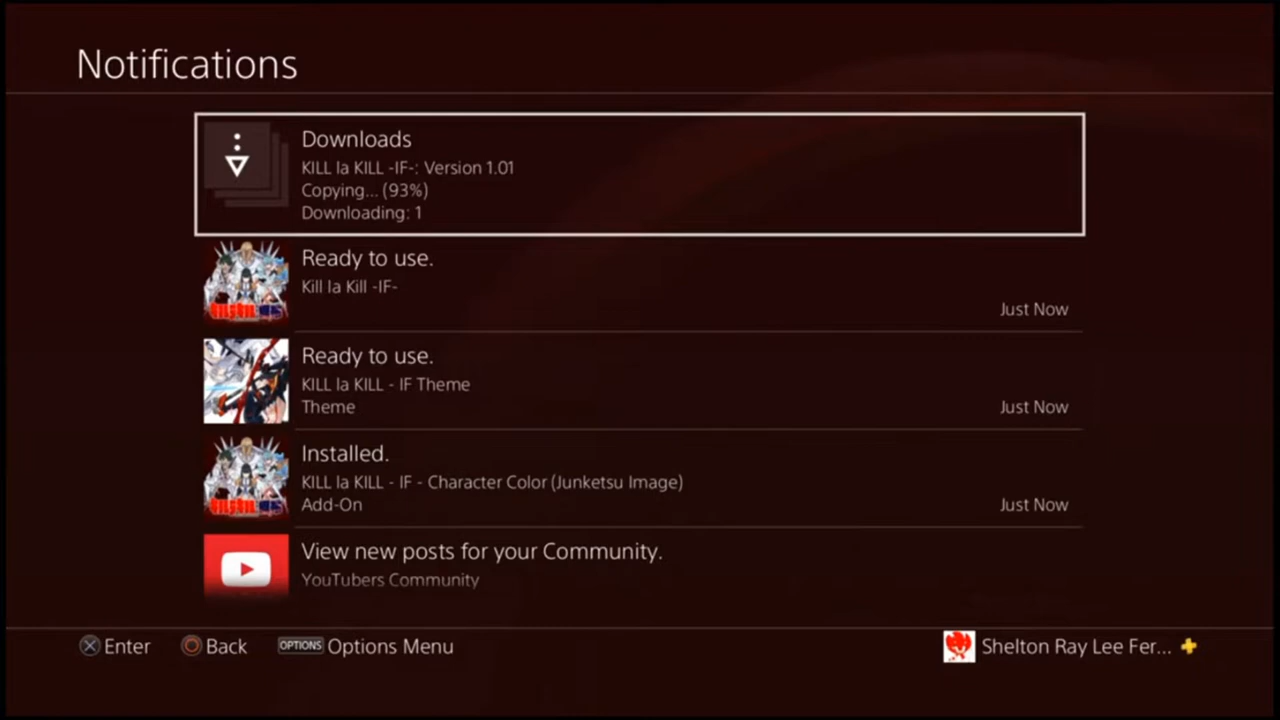 Notifications
Downloads
KILL la KILL -IF-: Version 1.01
Copying... (93%)
Downloading: 1
Ready to use.
Kill la Kill -IF-
Just Now
Ready to use.
KILL la KILL - IF Theme
Theme
Just Now
Installed.
KILL la KILL - IF - Character Color (Junketsu Image)
Add-On
Just Now
View new posts for your Community.
YouTubers Community
Enter
Back
OPTIONS Options Menu
Shelton Ray Lee Fer...